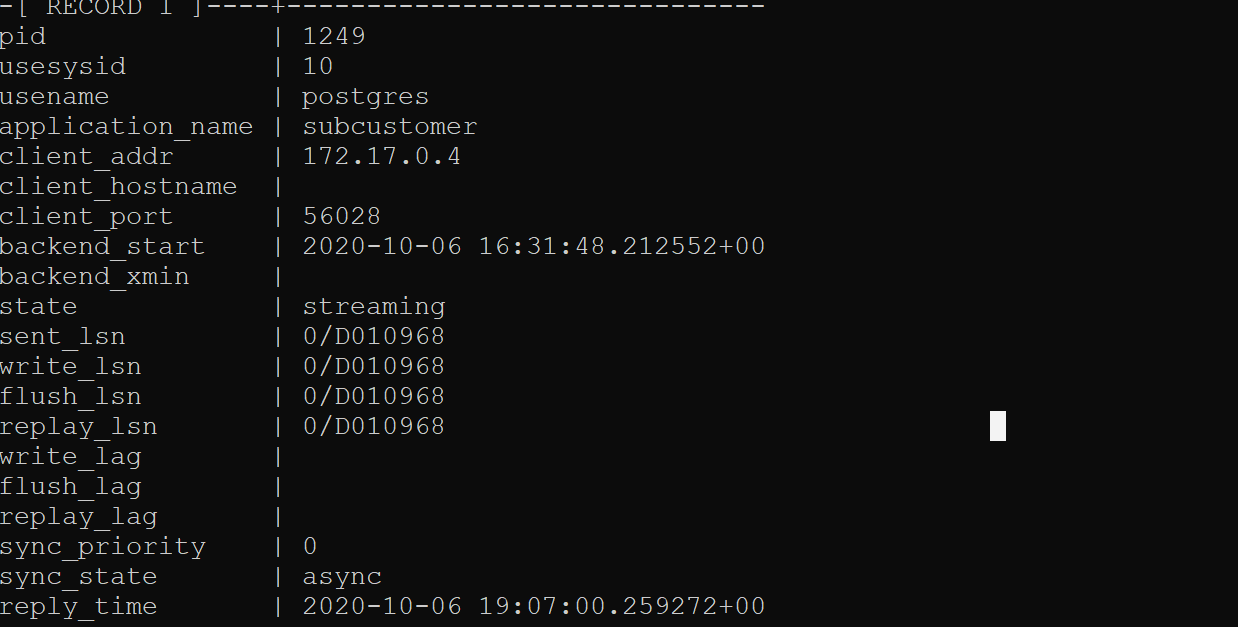 -[ RECORD 1 ]----+------------------------------
pid              | 1249
usesysid         | 10
usename          | postgres
application_name | subcustomer
client_addr      | 172.17.0.4
client_hostname  |
client_port      | 56028
backend_start    | 2020-10-06 16:31:48.212552+00
backend_xmin     |
state            | streaming
sent_lsn         | 0/D010968
write_lsn        | 0/D010968
flush_lsn        | 0/D010968
replay_lsn       | 0/D010968
write_lag        |
flush_lag        |
replay_lag       |
sync_priority    | 0
sync_state       | async
reply_time       | 2020-10-06 19:07:00.259272+00